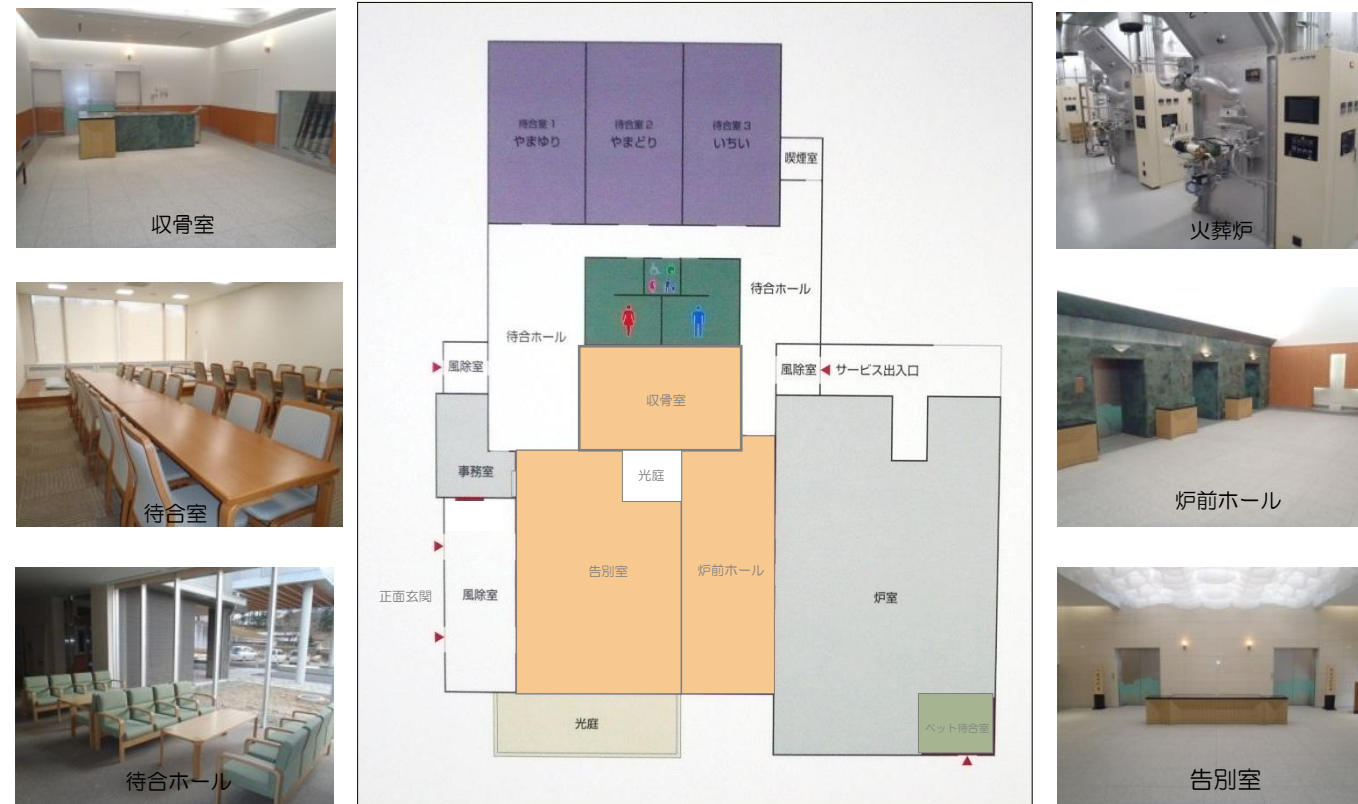 収骨室
待合室
待合ホール
待合室1
やまゆり
待合室2
やまどり
待合室3
いちい
喫煙室
待合ホール
待合ホール
風除室
風除室
サービス出入口
収骨室
事務室
光庭
告別室
炉前ホール
正面玄関
風除室
炉室
光庭
ペット待合室
火葬炉
炉前ホール
告別室